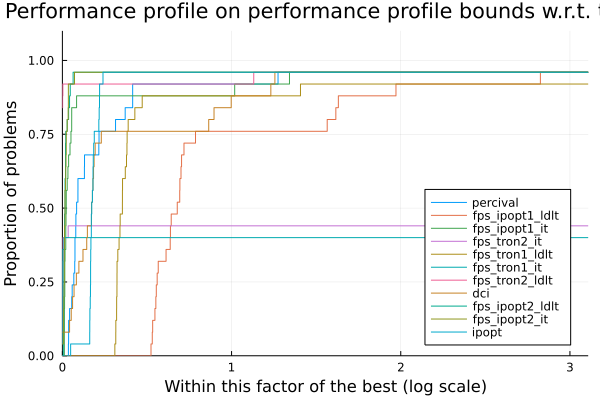 Performance profile on performance profile bounds w.r.t.
1.00
0.75
0.50
0.25
0.00
Proportion of problems
percival
fps_ipopt1_ldlt
fps_ipopt1_it
fps_tron2_it
fps_tron1_ldlt
fps_tron1_it
fps_tron2_ldlt
dci
fps_ipopt2_ldlt
fps_ipopt2_it
ipopt
0 1 2 3
Within this factor of the best (log scale)